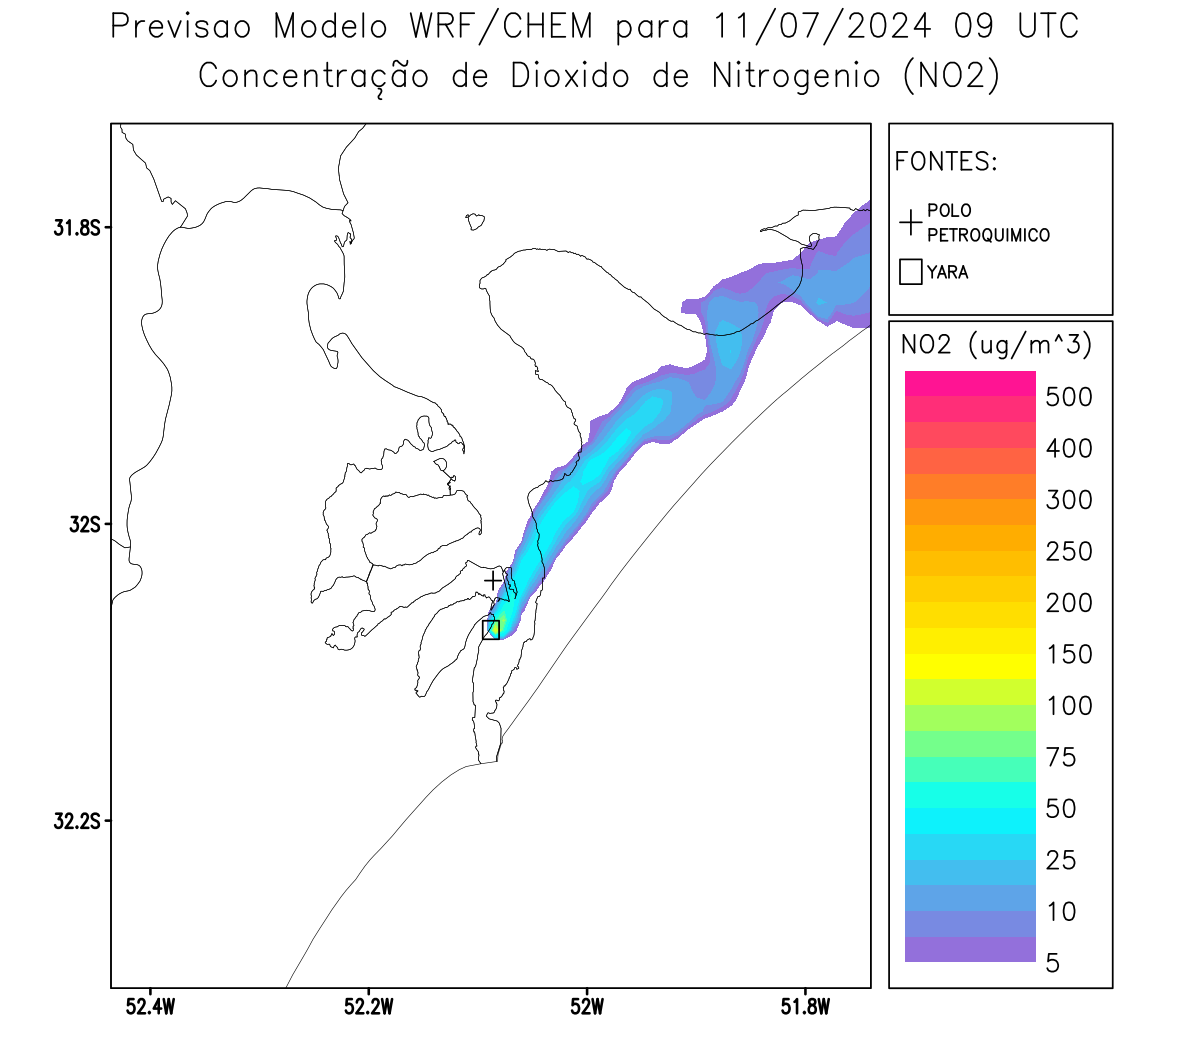 Previsao Modelo WRF/CHEM para 11/07/2024 09 UTC
Concentração de Dioxido de Nitrogenio (NO2)
FONTES:
POLO
PETROQUIMICO
YARA
NO2 (ug/m^3)
500
400
300
250
200
150
100
75
50
25
10
5
31.8S
32S
32.2S
52.4W
52.2W
52W
51.8W